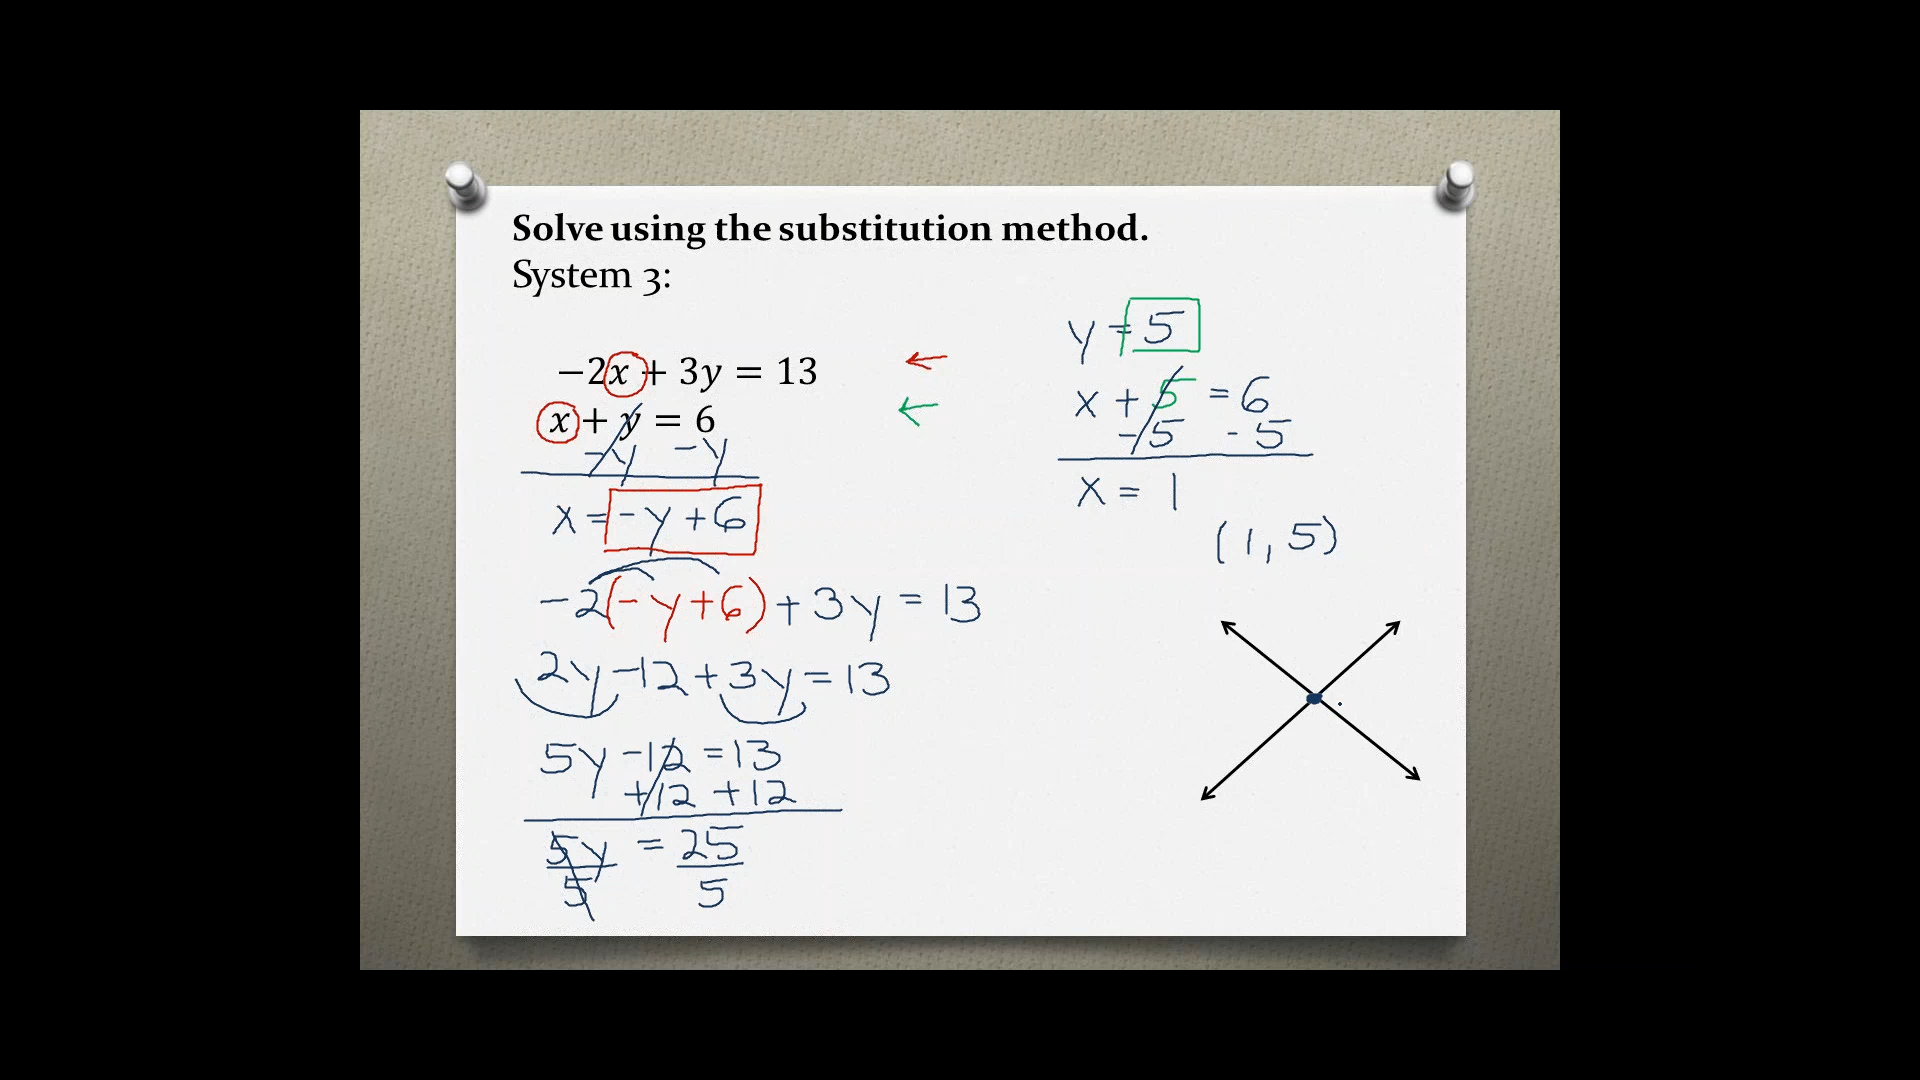 Solve using the substitution method.
System 3:
−2x + 3y = 13
x + y = 6
-y -y
x = -y + 6
-2(-y+6) + 3y = 13
2y - 12 + 3y = 13
5y - 12 = 13
+12 +12
5y = 25
5 5
y = 5
x + 5 = 6
-5 -5
x = 1
(1, 5)